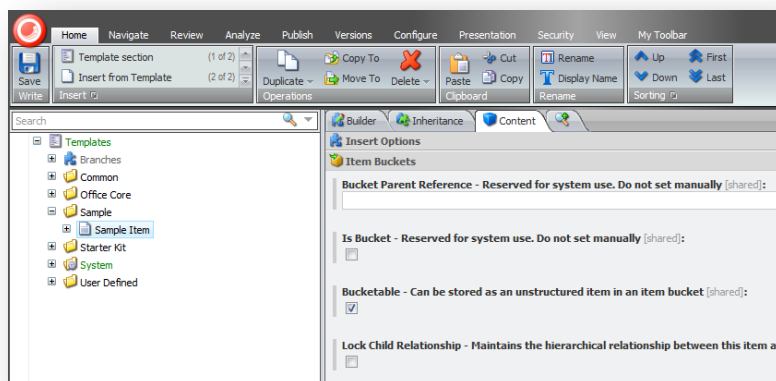 Home Navigate Review Analyze Publish Versions Configure Presentation Security View My Toolbar
Save
Write
Template section (1 of 2)
Insert from Template (2 of 2)
Insert
Duplicate
Copy To
Move To
Delete
Operations
Paste
Cut
Copy
Clipboard
Rename
Display Name
Rename
Up
Down
First
Last
Sorting
Search
Templates
Branches
Common
Office Core
Sample
Sample Item
Starter Kit
System
User Defined
Builder Inheritance Content
Insert Options
Item Buckets
Bucket Parent Reference - Reserved for system use. Do not set manually [shared]:
Is Bucket - Reserved for system use. Do not set manually [shared]:
Bucketable - Can be stored as an unstructured item in an item bucket [shared]:
Lock Child Relationship - Maintains the hierarchical relationship between this item a